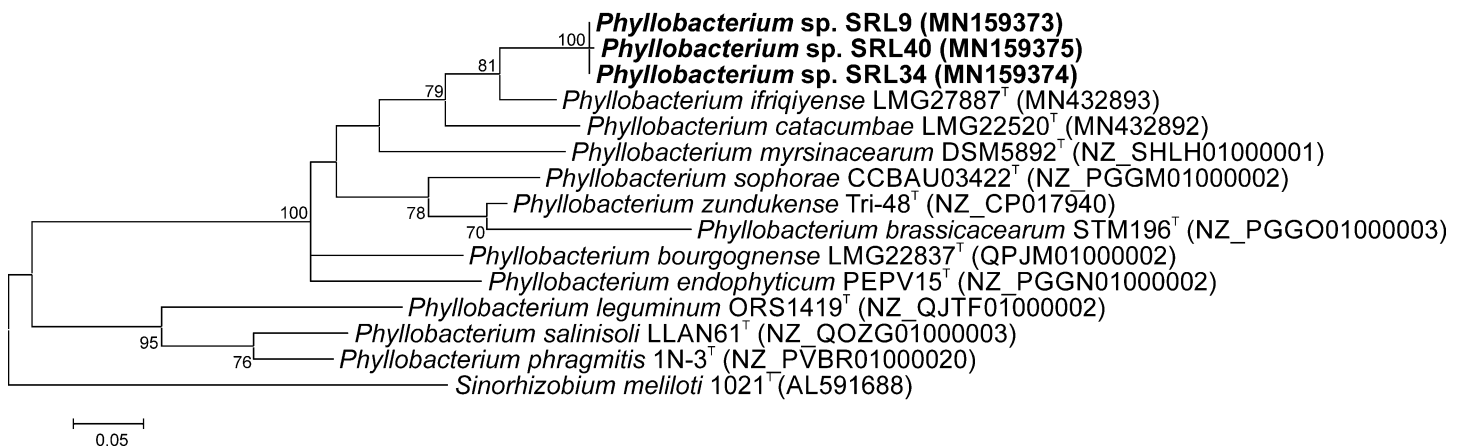 Phyllobacterium sp. SRL9 (MN159373)
100
Phyllobacterium sp. SRL40 (MN159375)
81
Phyllobacterium sp. SRL34 (MN159374)
79
Phyllobacterium ifriqiyense LMG27887T (MN432893)
Phyllobacterium catacumbae LMG22520T (MN432892)
Phyllobacterium myrsinacearum DSM5892T (NZ_SHLH01000001)
Phyllobacterium sophorae CCBAU03422T (NZ_PGGM01000002)
100
78
Phyllobacterium zundukense Tri-48T (NZ_CP017940)
70
Phyllobacterium brassicacearum STM196T (NZ_PGGO01000003)
Phyllobacterium bourgognense LMG22837T (QPJM01000002)
Phyllobacterium endophyticum PEPV15T (NZ_PGGN01000002)
Phyllobacterium leguminum ORS1419T (NZ_QJTF01000002)
95
Phyllobacterium salinisoli LLAN61T (NZ_QOZG01000003)
76
Phyllobacterium phragmitis 1N-3T (NZ_PVBR01000020)
Sinorhizobium meliloti 1021T (AL591688)
0.05